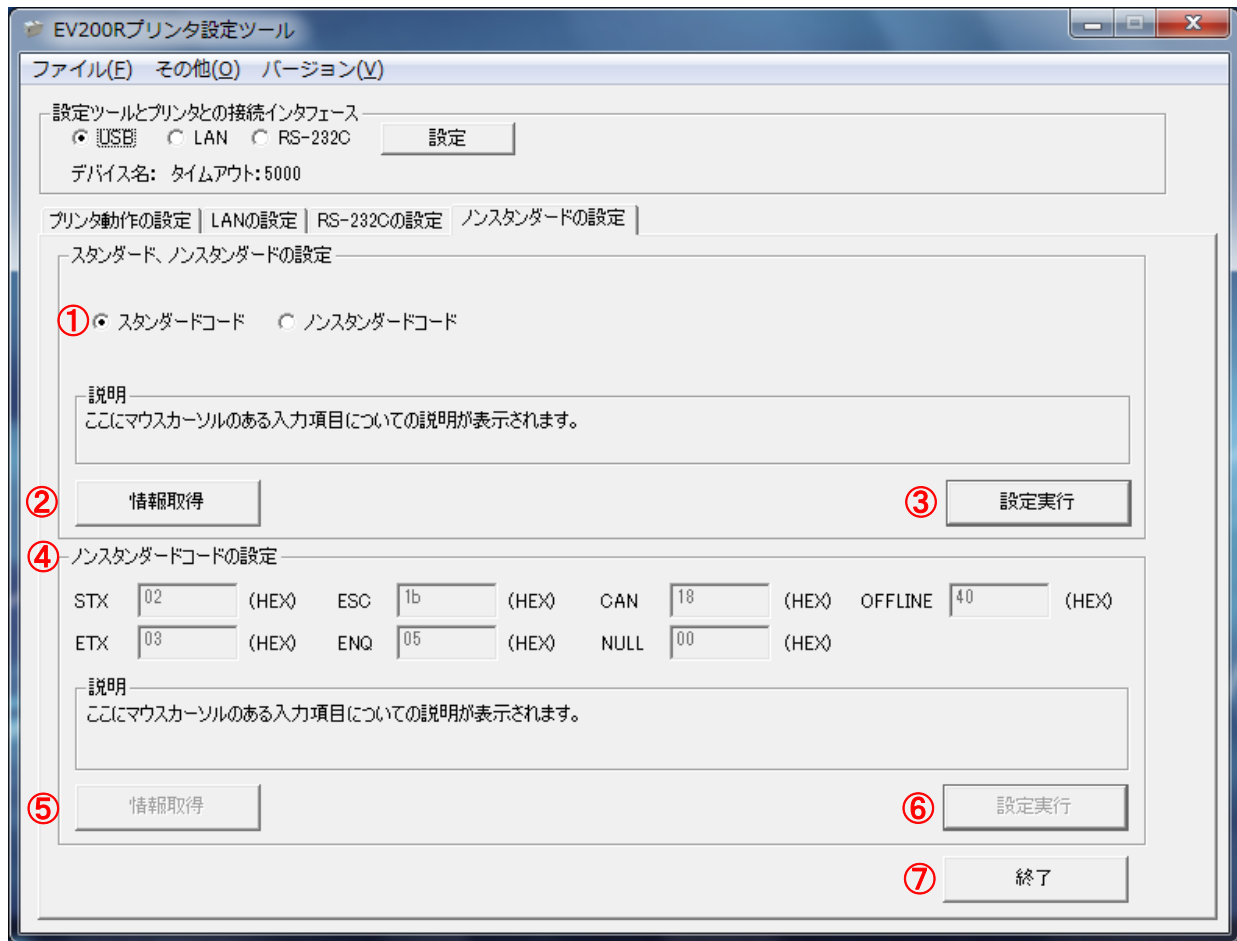 EV200Rプリンタ設定ツール
ファイル(F) その他(O) バージョン(V)
設定ツールとプリンタとの接続インタフェース
USB LAN RS-232C 設定
デバイス名: タイムアウト:5000
プリンタ動作の設定 LANの設定 RS-232Cの設定 ノンスタンダードの設定
スタンダード、ノンスタンダードの設定
① スタンダードコード ノンスタンダードコード
説明
ここにマウスカーソルのある入力項目についての説明が表示されます。
② 情報取得 ③ 設定実行
④ ノンスタンダードコードの設定
STX 02 (HEX) ESC 1b (HEX) CAN 18 (HEX) OFFLINE 40 (HEX)
ETX 03 (HEX) ENQ 05 (HEX) NULL 00 (HEX)
説明
ここにマウスカーソルのある入力項目についての説明が表示されます。
⑤ 情報取得 ⑥ 設定実行
⑦ 終了